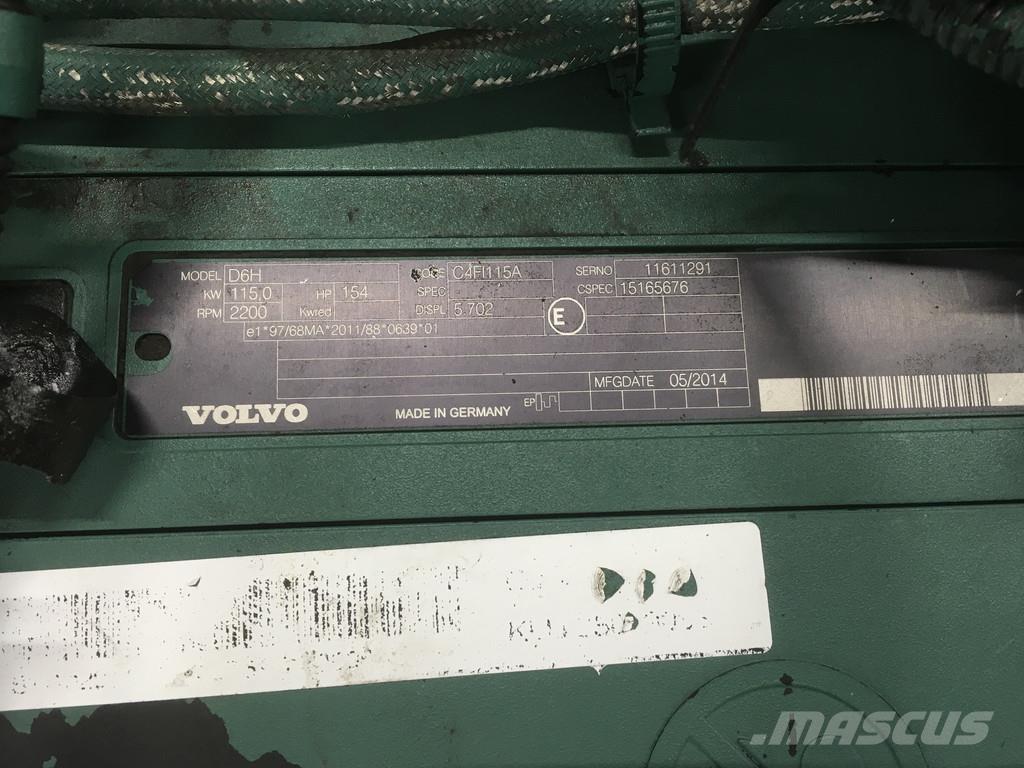 MODEL D6H CODE C4FI115A SERNO 11611291
KW 115,0 HP 154 SPEC CSPEC 15165676
RPM 2200 Kwred DISPL 5.702 E
e1*97/68MA*2011/88*0639*01
MFGDATE 05/2014
VOLVO MADE IN GERMANY EP
MASCUS